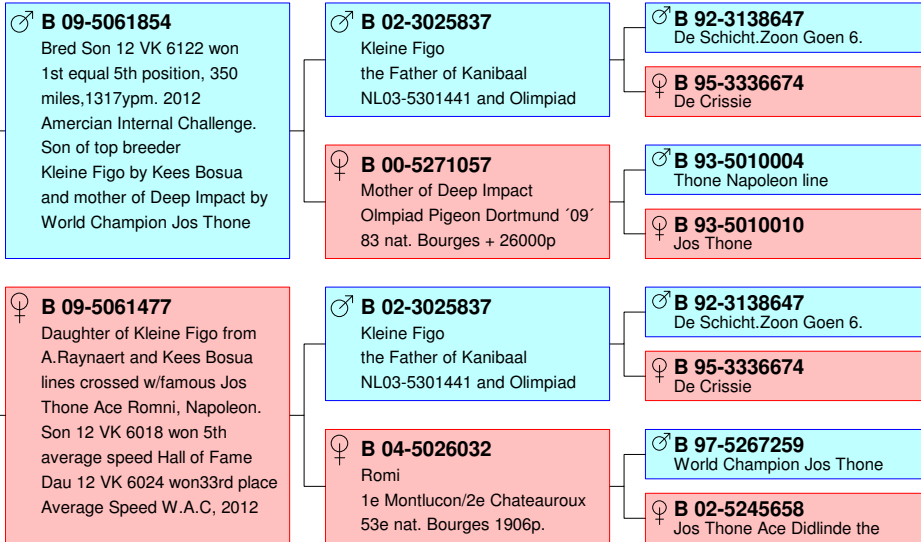 B 09-5061854
Bred Son 12 VK 6122 won
1st equal 5th position, 350
miles,1317ypm. 2012
Amercian Internal Challenge.
Son of top breeder
Kleine Figo by Kees Bosua
and mother of Deep Impact by
World Champion Jos Thone
B 09-5061477
Daughter of Kleine Figo from
A.Raynaert and Kees Bosua
lines crossed w/famous Jos
Thone Ace Romni, Napoleon.
Son 12 VK 6018 won 5th
average speed Hall of Fame
Dau 12 VK 6024 won33rd place
Average Speed W.A.C, 2012
B 02-3025837
Kleine Figo
the Father of Kanibaal
NL03-5301441 and Olimpiad
B 00-5271057
Mother of Deep Impact
Olmpiad Pigeon Dortmund ´09´
83 nat. Bourges + 26000p
B 02-3025837
Kleine Figo
the Father of Kanibaal
NL03-5301441 and Olimpiad
B 04-5026032
Romi
1e Montlucon/2e Chateauroux
53e nat. Bourges 1906p.
B 92-3138647
De Schicht.Zoon Goen 6.
B 95-3336674
De Crissie
B 93-5010004
Thone Napoleon line
B 93-5010010
Jos Thone
B 92-3138647
De Schicht.Zoon Goen 6.
B 95-3336674
De Crissie
B 97-5267259
World Champion Jos Thone
B 02-5245658
Jos Thone Ace Didlinde the